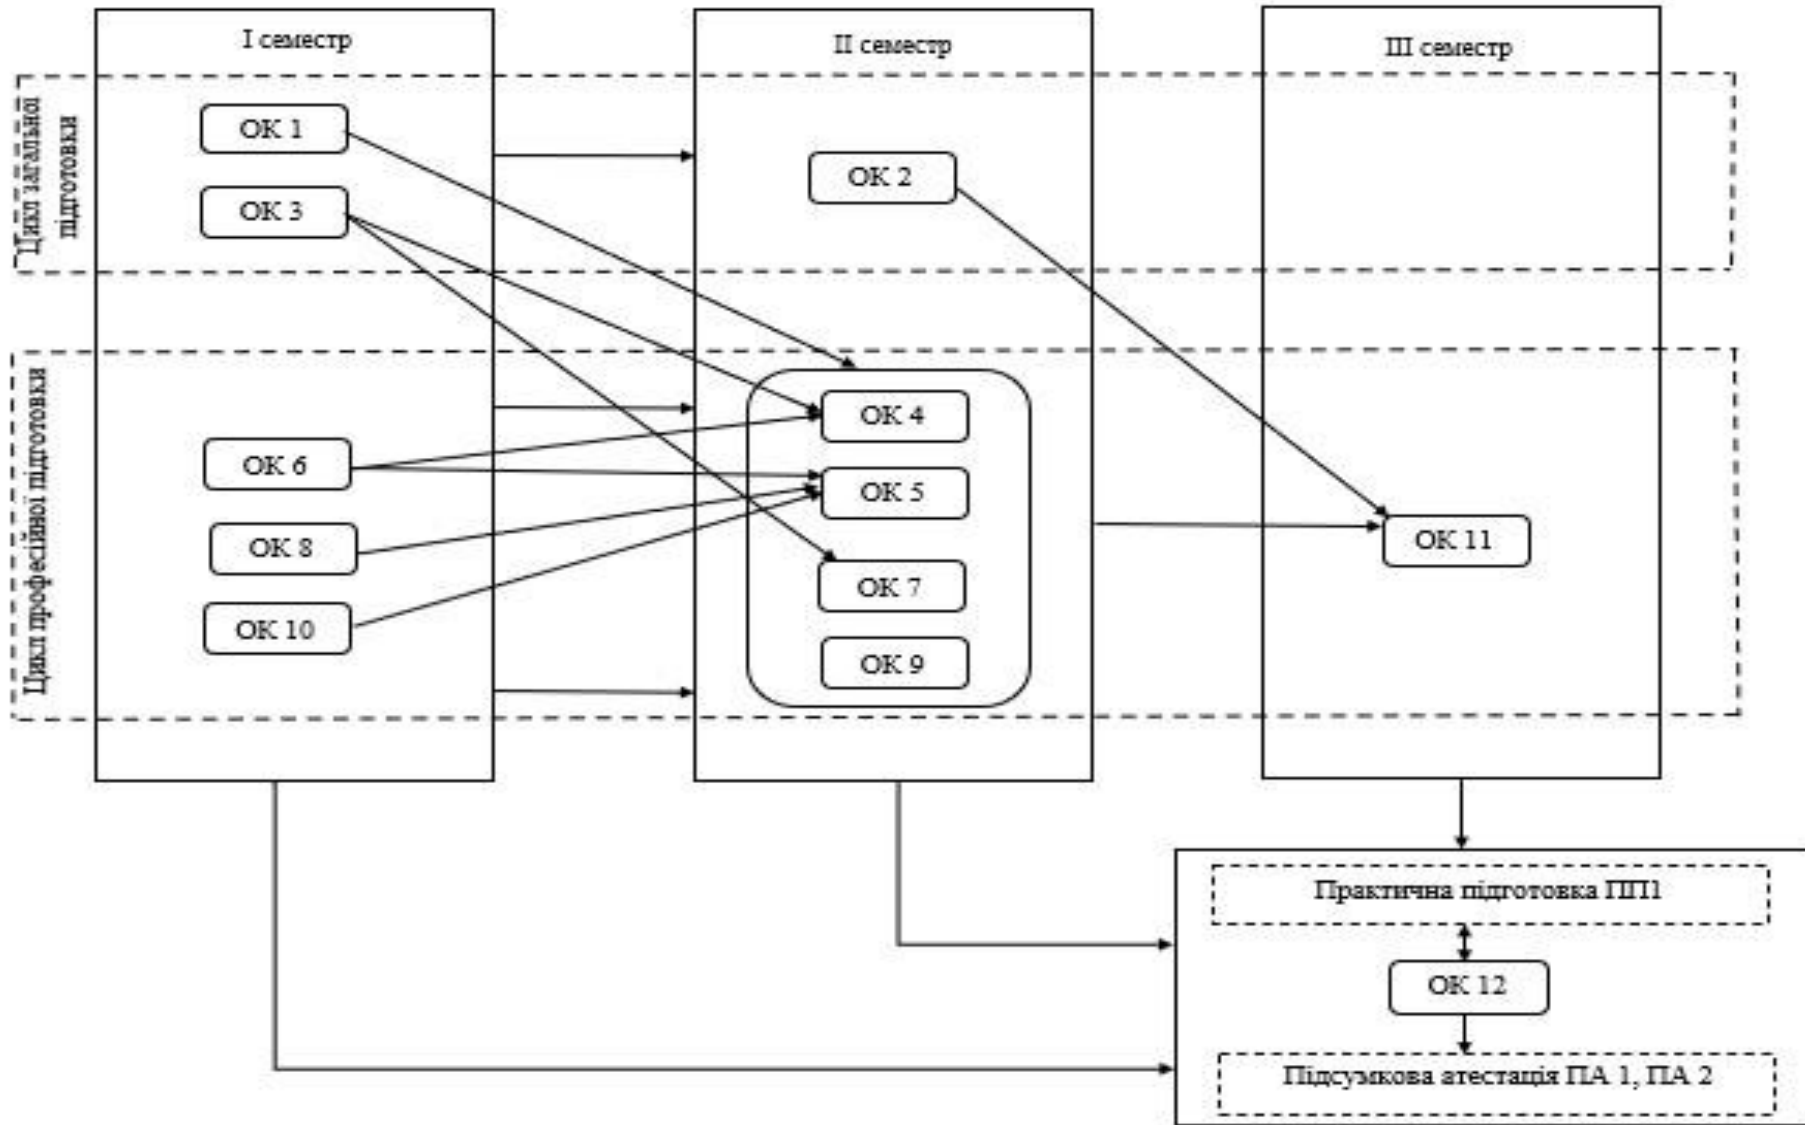 І семестр
ІІ семестр
ІІІ семестр
Цикл загальної
підготовки
ОК 1
ОК 3
ОК 2
Цикл професійної підготовки
ОК 4
ОК 6
ОК 5
ОК 8
ОК 11
ОК 7
ОК 10
ОК 9
Практична підготовка ПП1
ОК 12
Підсумкова атестація ПА 1, ПА 2